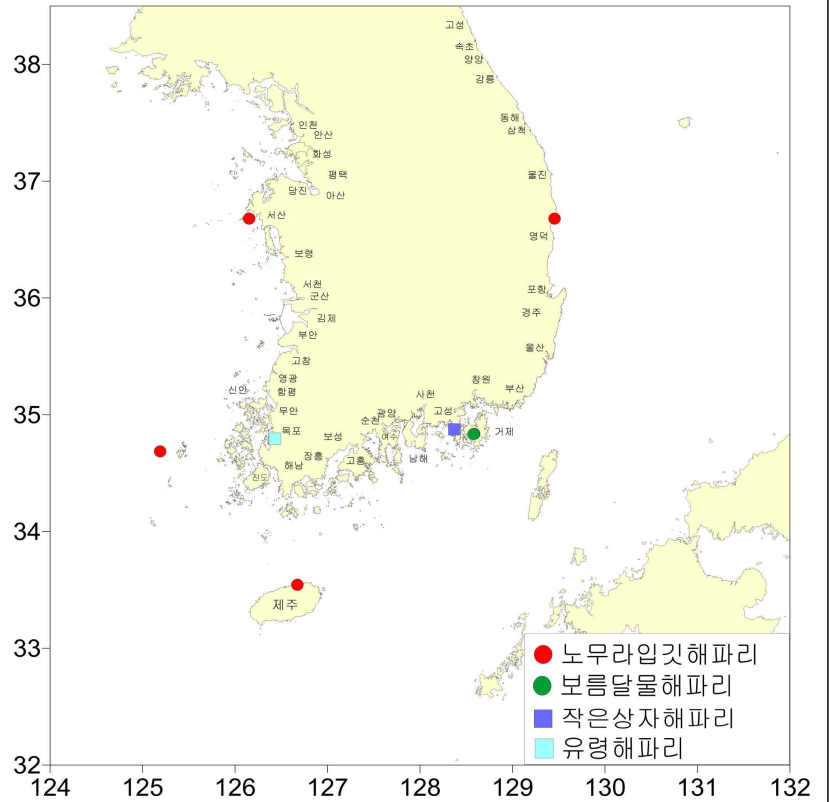 고성
속초
38
양양
강릉
동해
인천
삼척
안산
화성
평택
울진
37
당진
아산
서산
영덕
보령
서천
포항
36
군산
경주
김제
부안
울산
고창
영광
창원
신안
함평
부산
사천
무안
광양
고성
35
순천
목포
여수
거제
보성
장흥
고흥
남해
해남
진도
34
제주
33
노무라입깃해파리
보름달물해파리
작은상자해파리
유령해파리
32
124 125 126 127 128 129 130 131 132